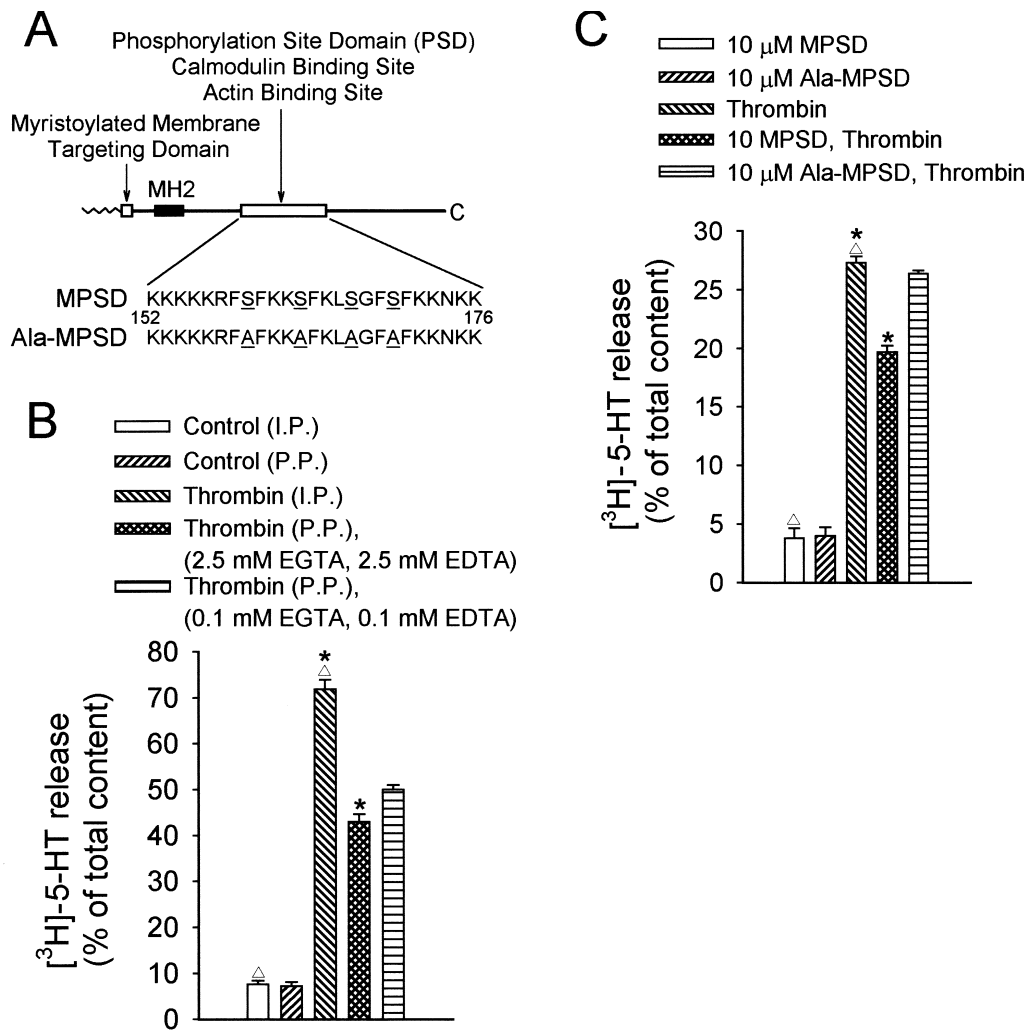 A
Phosphorylation Site Domain (PSD)
Calmodulin Binding Site
Actin Binding Site
Myristoylated Membrane
Targeting Domain
MH2
C
MPSD KKKKKRFSFKKSFKLSGFSFKKNKK
152 176
Ala-MPSD KKKKKRFAFKKAFKLAGFAFKKNKK
B
Control (I.P.)
Control (P.P.)
Thrombin (I.P.)
Thrombin (P.P.),
(2.5 mM EGTA, 2.5 mM EDTA)
Thrombin (P.P.),
(0.1 mM EGTA, 0.1 mM EDTA)
[³H]-5-HT release
(% of total content)
80
70
60
50
40
30
20
10
0
*
△
*
△
C
10 μM MPSD
10 μM Ala-MPSD
Thrombin
10 MPSD, Thrombin
10 μM Ala-MPSD, Thrombin
[³H]-5-HT release
(% of total content)
30
25
20
15
10
5
0
*
△
*
△